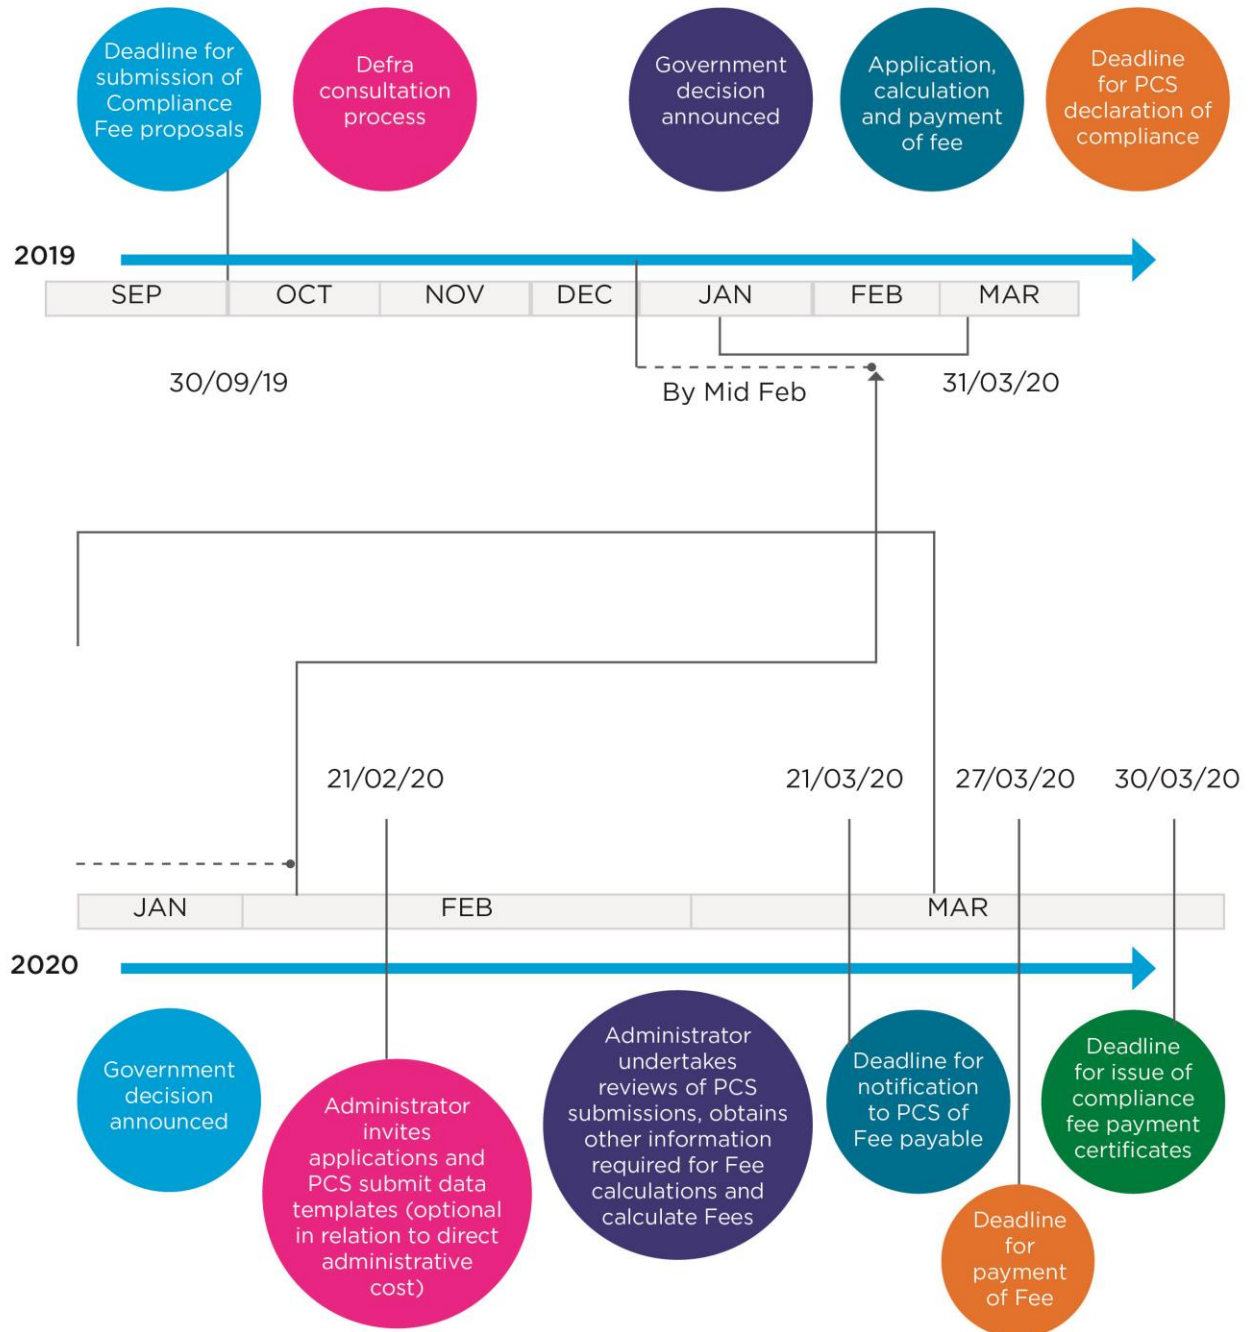 Deadline for
submission of
Compliance
Fee proposals
Defra
consultation
process
Government
decision
announced
Application,
calculation
and payment
of fee
Deadline
for PCS
declaration of
compliance
2019
SEP
OCT
NOV
DEC
JAN
FEB
MAR
30/09/19
By Mid Feb
31/03/20
21/02/20
21/03/20
27/03/20
30/03/20
JAN
FEB
MAR
2020
Government
decision
announced
Administrator
invites
applications and
PCS submit data
templates (optional
in relation to direct
administrative
cost)
Administrator
undertakes
reviews of PCS
submissions, obtains
other information
required for Fee
calculations and
calculate Fees
Deadline for
notification
to PCS of
Fee payable
Deadline
for
payment
of Fee
Deadline
for issue of
compliance
fee payment
certificates